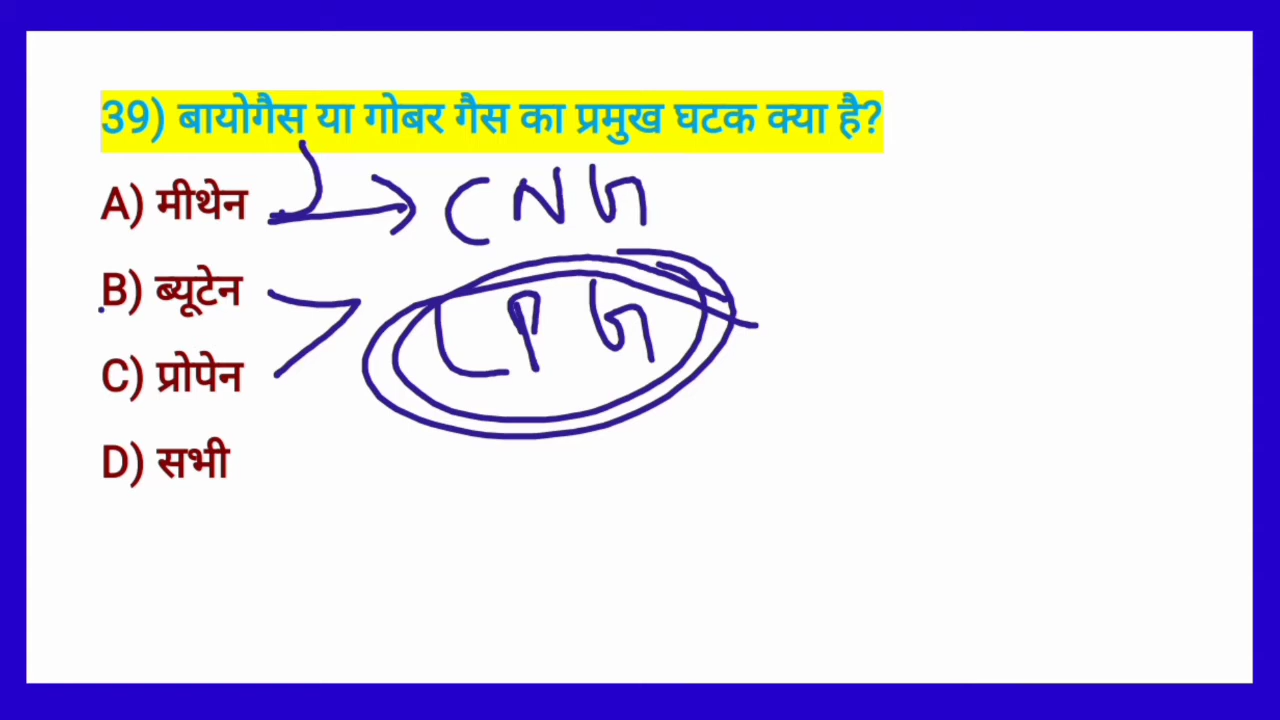 39) बायोगैस या गोबर गैस का प्रमुख घटक क्या है?
A) मीथेन
CNG
B) ब्यूटेन
LPG
C) प्रोपेन
D) सभी